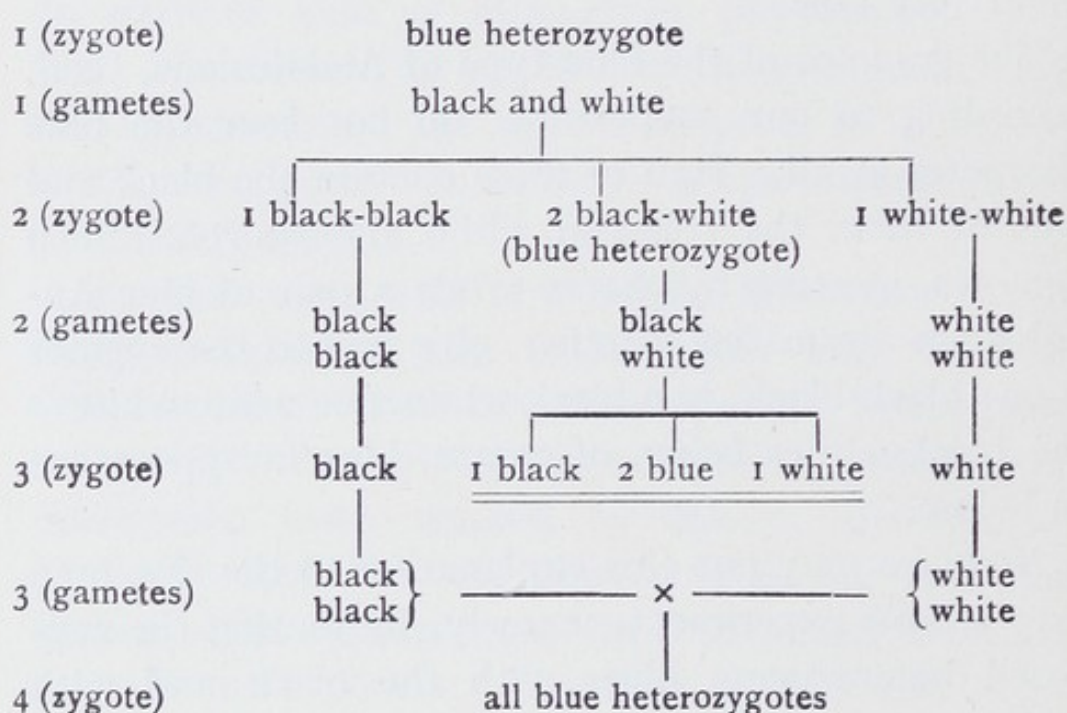 1 (zygote) blue heterozygote
1 (gametes) black and white
2 (zygote) 1 black-black 2 black-white 1 white-white
(blue heterozygote)
2 (gametes) black black white
black white white
3 (zygote) black 1 black 2 blue 1 white white
3 (gametes) black} × {white
black} {white
4 (zygote) all blue heterozygotes